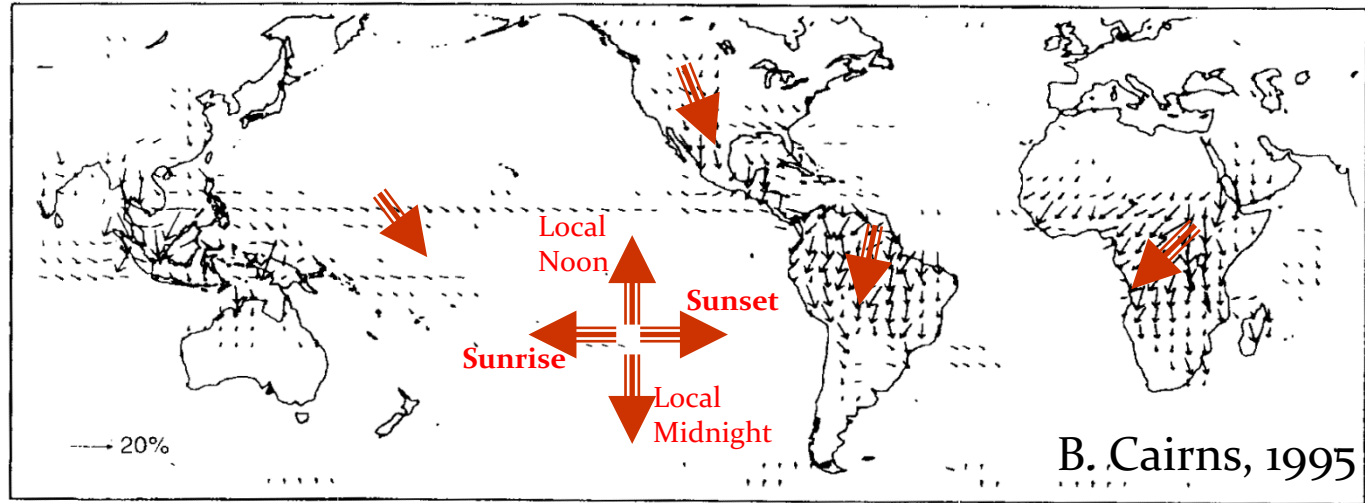 Local
Noon
Sunset
Sunrise
Local
Midnight
20%
B. Cairns, 1995